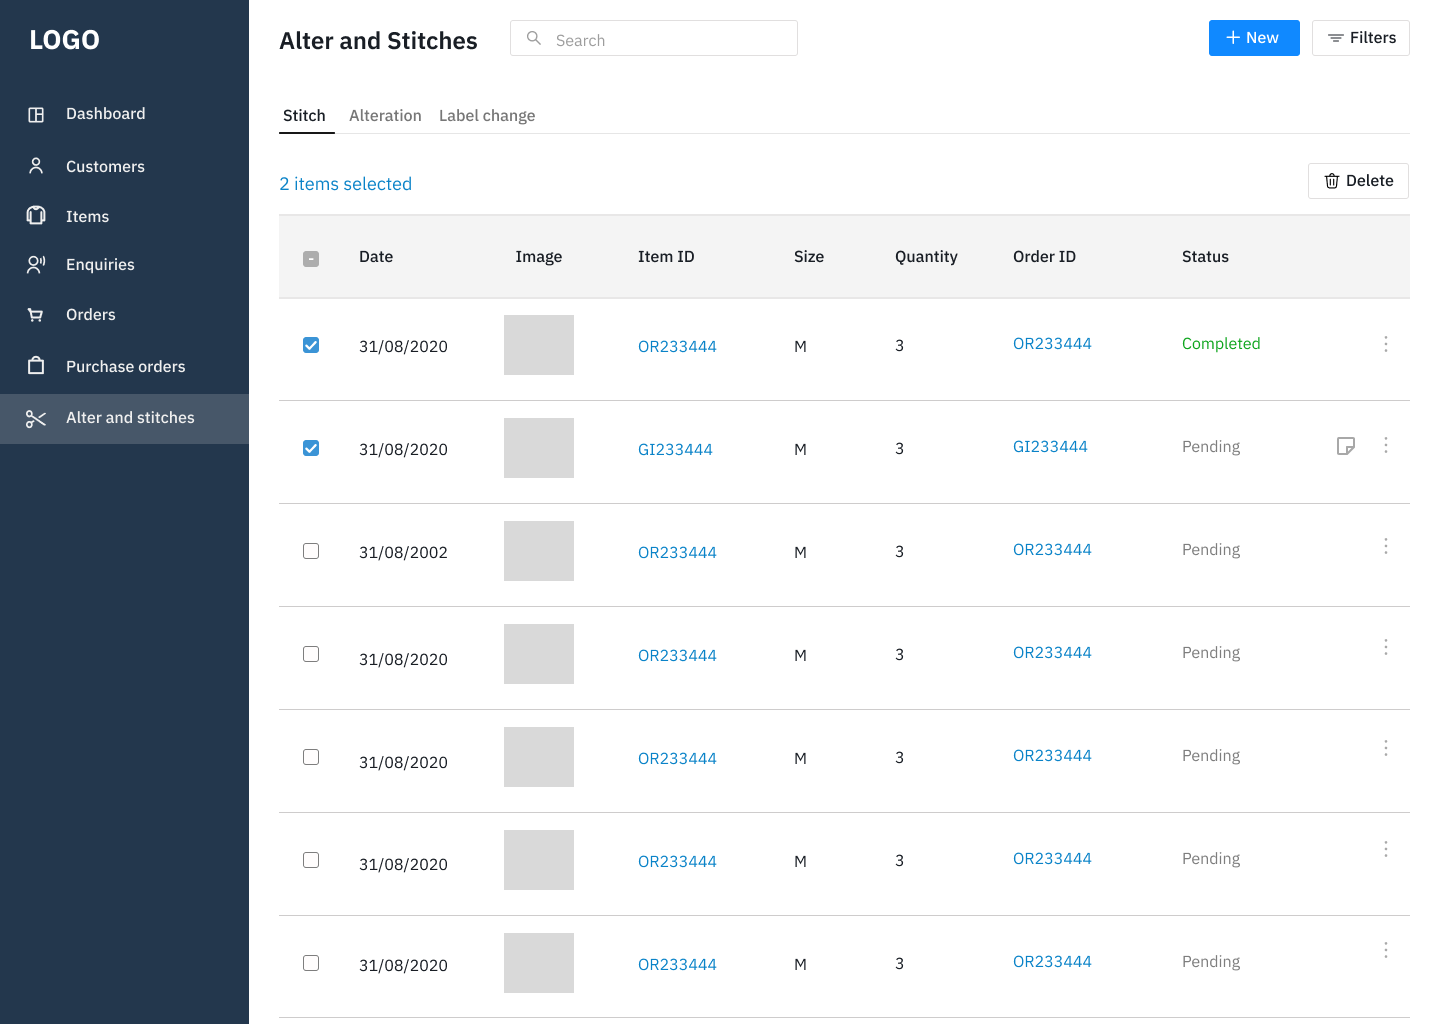 LOGO
Dashboard
Customers
Items
Enquiries
Orders
Purchase orders
Alter and stitches
Alter and Stitches
Search
New
Filters
Stitch Alteration Label change
2 items selected
Delete
Date Image Item ID Size Quantity Order ID Status
31/08/2020 OR233444 M 3 OR233444 Completed
31/08/2020 GI233444 M 3 GI233444 Pending
31/08/2002 OR233444 M 3 OR233444 Pending
31/08/2020 OR233444 M 3 OR233444 Pending
31/08/2020 OR233444 M 3 OR233444 Pending
31/08/2020 OR233444 M 3 OR233444 Pending
31/08/2020 OR233444 M 3 OR233444 Pending